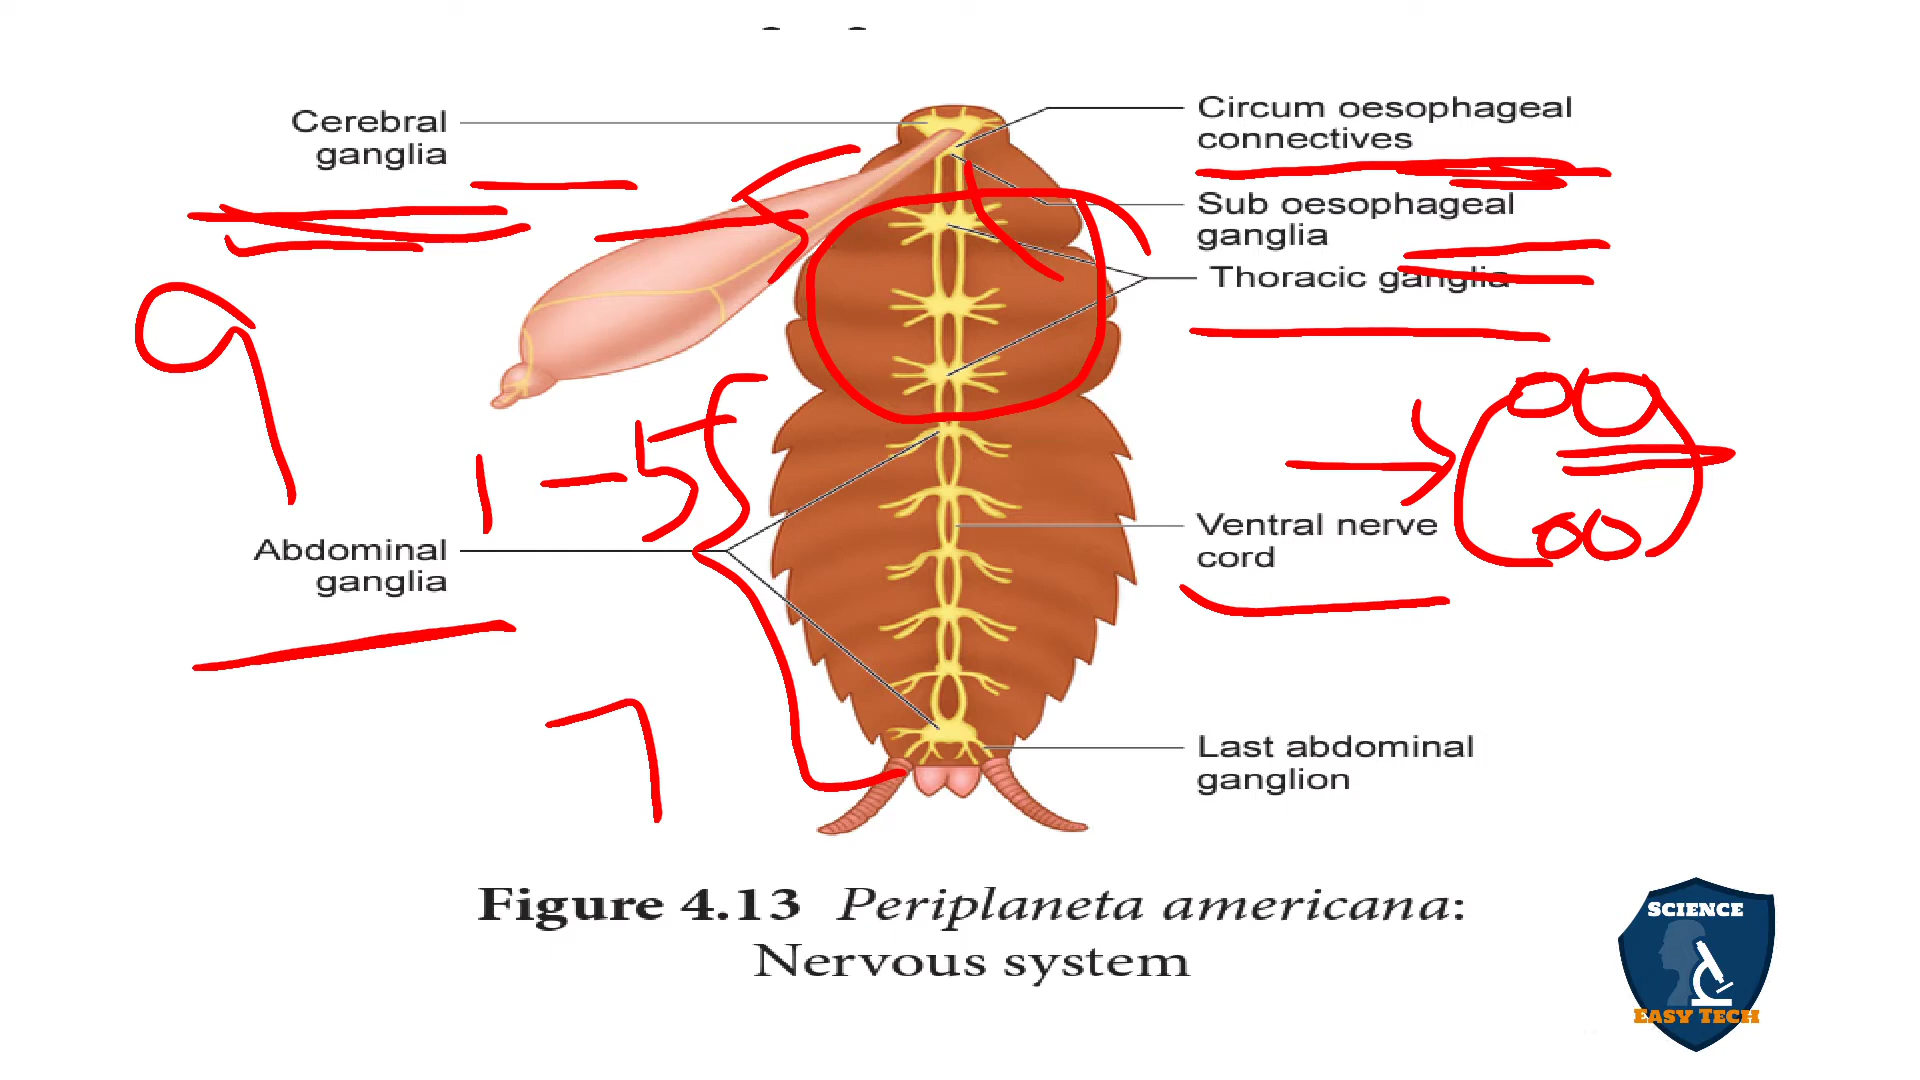 Cerebral
ganglia
Circum oesophageal
connectives
Sub oesophageal
ganglia
Thoracic ganglia
9
1 – 5
Abdominal
ganglia
Ventral nerve
cord
7
Last abdominal
ganglion
Figure 4.13 Periplaneta americana:
Nervous system
SCIENCE
EASY TECH